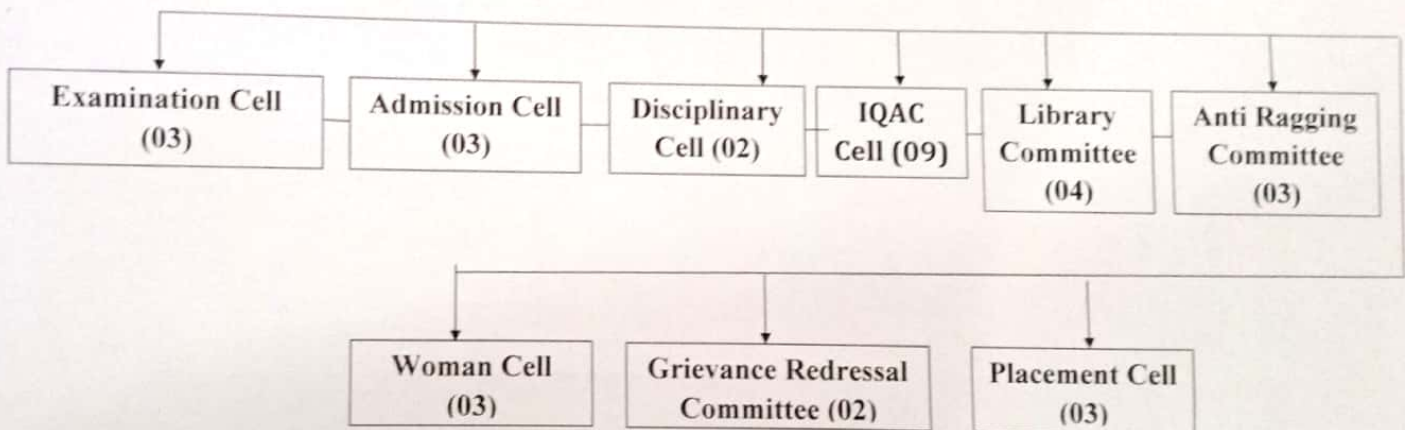 Examination Cell
(03)
Admission Cell
(03)
Disciplinary
Cell (02)
IQAC
Cell (09)
Library
Committee
(04)
Anti Ragging
Committee
(03)
Woman Cell
(03)
Grievance Redressal
Committee (02)
Placement Cell
(03)